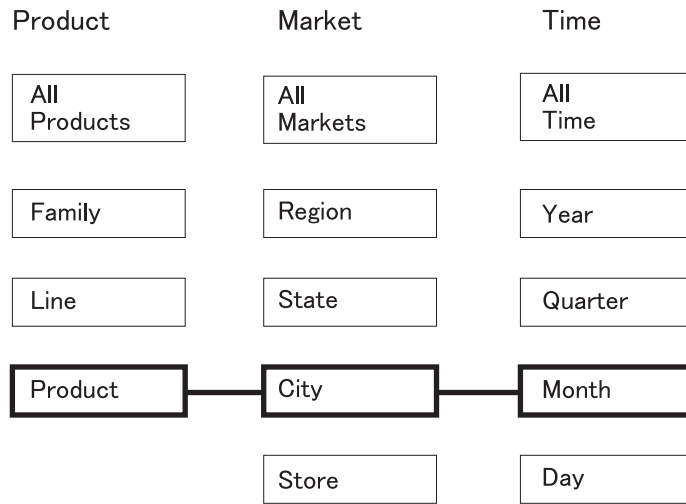 Product Market Time
All
Products
All
Markets
All
Time
Family Region Year
Line State Quarter
Product City Month
Store Day